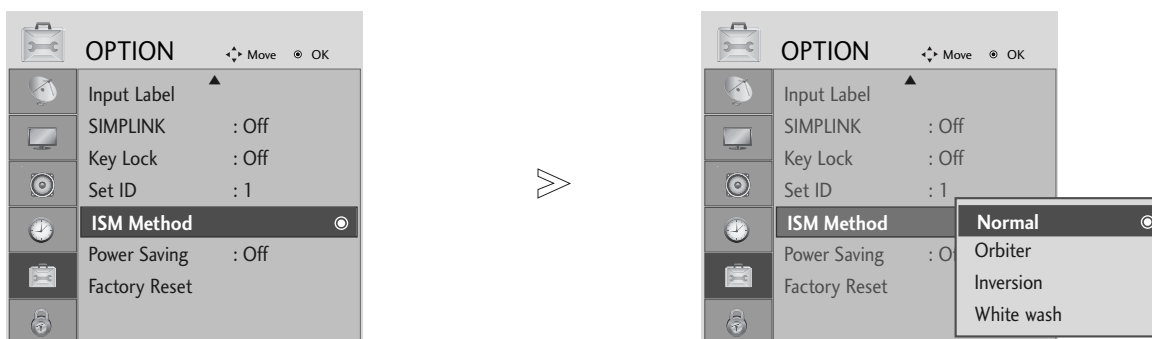 OPTION Move OK
Input Label
SIMPLINK : Off
Key Lock : Off
Set ID : 1
ISM Method
Power Saving : Off
Factory Reset
OPTION Move OK
Input Label
SIMPLINK : Off
Key Lock : Off
Set ID : 1
ISM Method
Power Saving : O
Factory Reset
Normal
Orbiter
Inversion
White wash